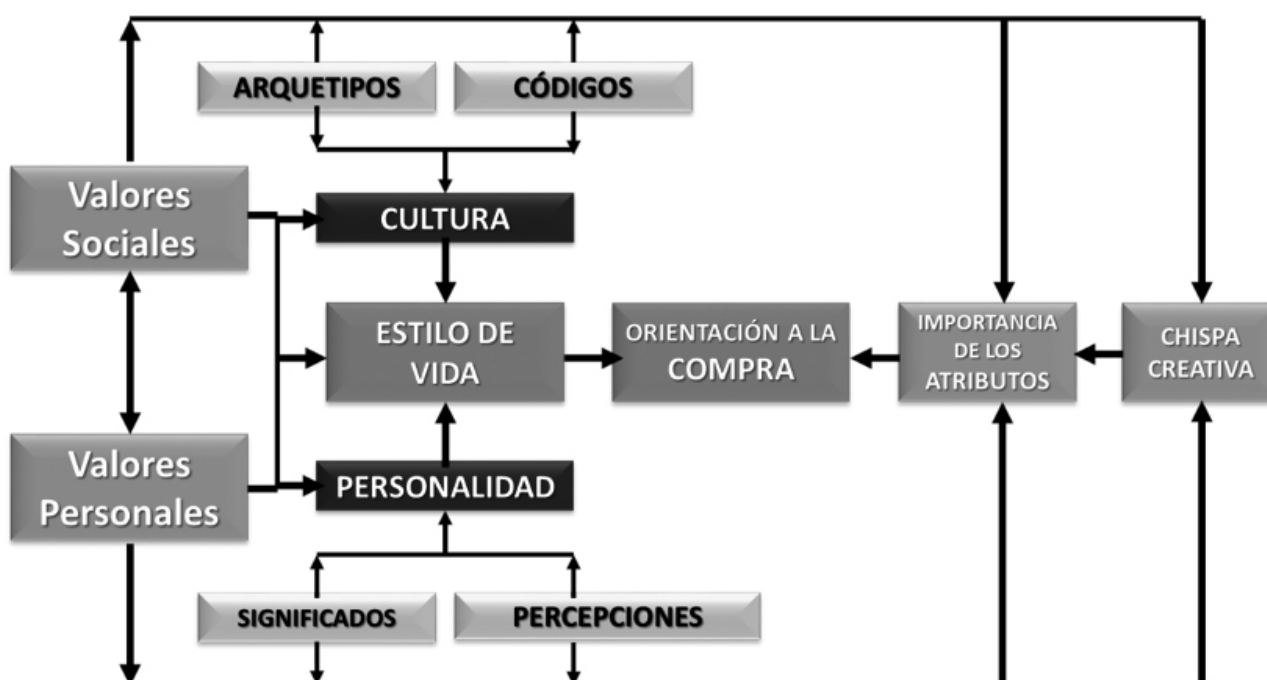 ARQUETIPOS
CÓDIGOS
Valores
Sociales
CULTURA
ESTILO DE
VIDA
ORIENTACIÓN A LA
COMPRA
IMPORTANCIA
DE LOS
ATRIBUTOS
CHISPA
CREATIVA
Valores
Personales
PERSONALIDAD
SIGNIFICADOS
PERCEPCIONES